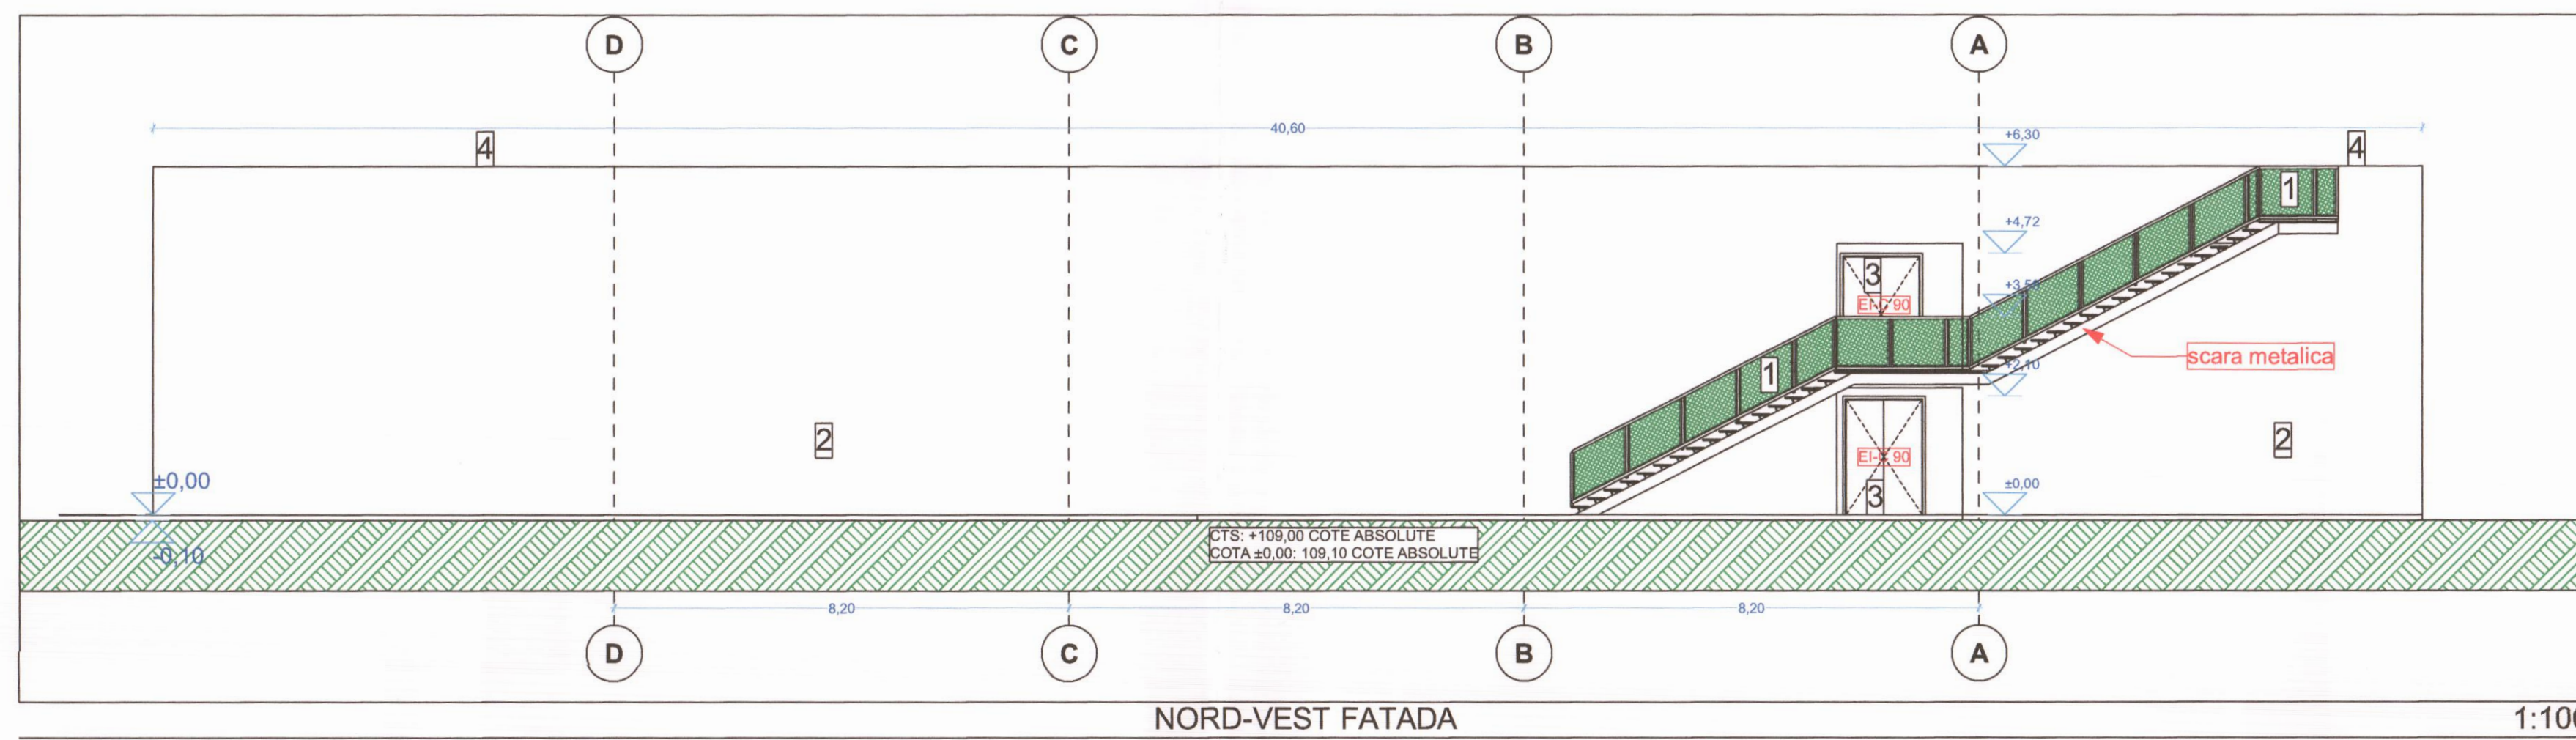 D
C
B
A
40,60
+6,30
4
4
1
+4,72
3
EI-C 90
scara metalica
1
+2,10
2
2
EI-C 90
3
±0,00
±0,00
-0,10
CTS: +109,00 COTE ABSOLUTE
COTA ±0,00: 109,10 COTE ABSOLUTE
8,20
8,20
8,20
D
C
B
A
NORD-VEST FATADA